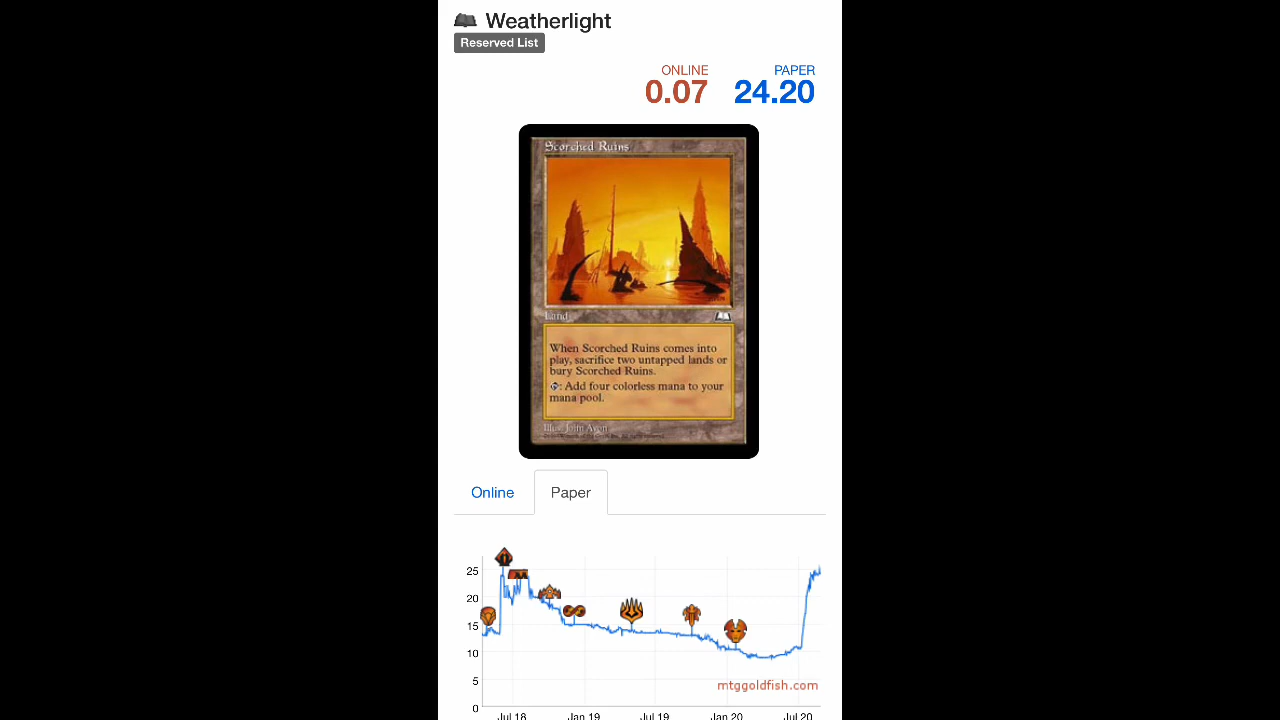 Weatherlight
Reserved List
ONLINE PAPER
0.07 24.20
Scorched Ruins
Land
When Scorched Ruins comes into
play, sacrifice two untapped lands or
bury Scorched Ruins.
: Add four colorless mana to your
mana pool.
Illus. John Avon
Online Paper
25
20
15
10
5
0
mtggoldfish.com
Jul 18 Jan 19 Jul 19 Jan 20 Jul 20